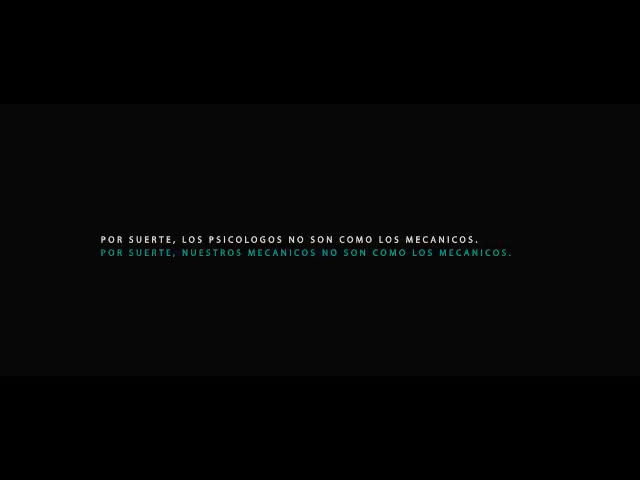 POR SUERTE, LOS PSICOLOGOS NO SON COMO LOS MECANICOS.
POR SUERTE, NUESTROS MECANICOS NO SON COMO LOS MECANICOS.